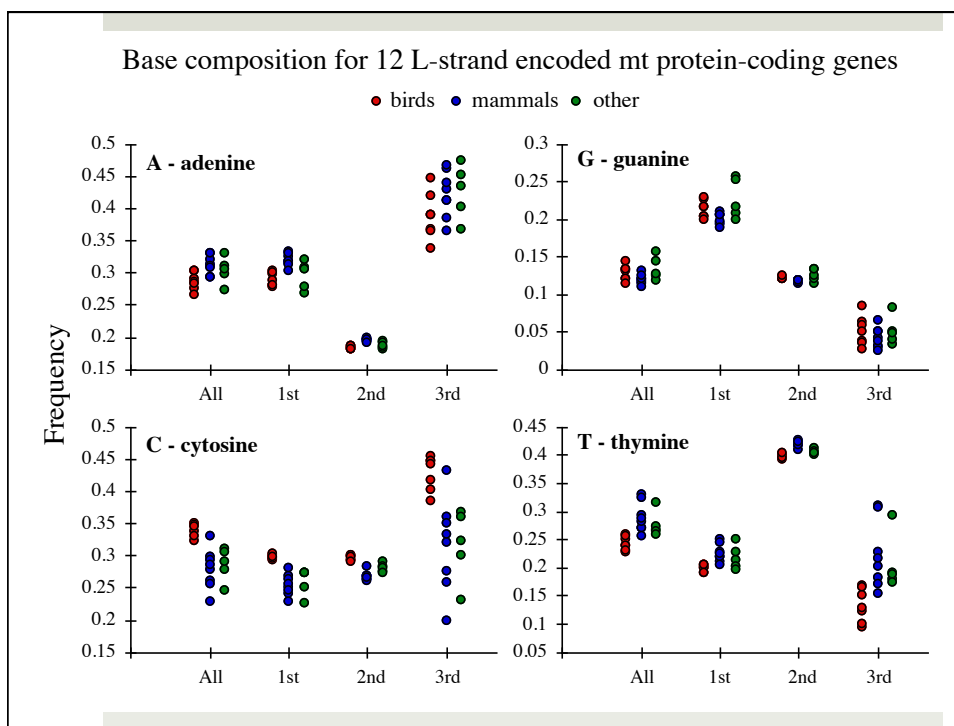 Base composition for 12 L-strand encoded mt protein-coding genes
birds mammals other
A - adenine
0.5
0.45
0.4
0.35
0.3
0.25
0.2
0.15
All 1st 2nd 3rd
G - guanine
0.3
0.25
0.2
0.15
0.1
0.05
0
All 1st 2nd 3rd
Frequency
C - cytosine
0.5
0.45
0.4
0.35
0.3
0.25
0.2
0.15
All 1st 2nd 3rd
T - thymine
0.45
0.4
0.35
0.3
0.25
0.2
0.15
0.1
0.05
All 1st 2nd 3rd